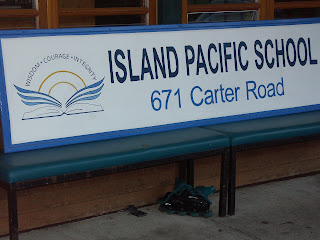 WISDOM • COURAGE • INTEGRITY
ISLAND PACIFIC SCHOOL
671 Carter Road